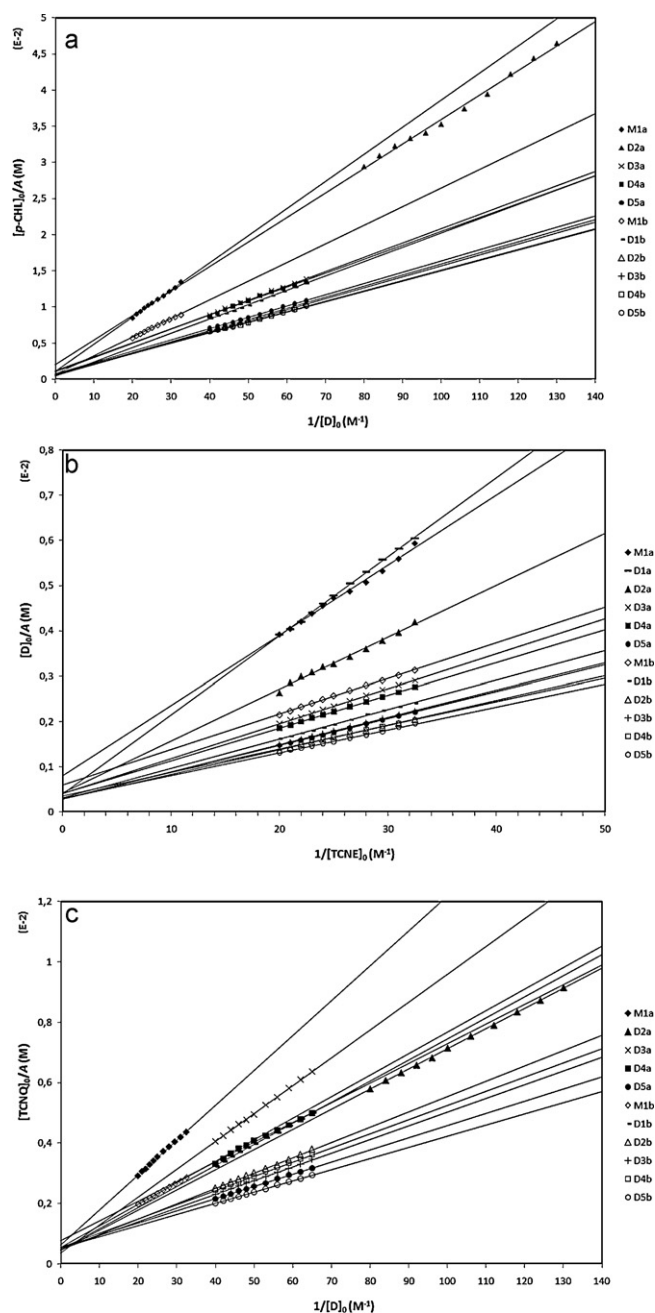 a
(E-2)
[p-CHL]₀/A (M)
5
4,5
4
3,5
3
2,5
2
1,5
1
0,5
0
0 10 20 30 40 50 60 70 80 90 100 110 120 130 140
1/[D]₀ (M⁻¹)
M1a
D2a
D3a
D4a
D5a
M1b
D1b
D2b
D3b
D4b
D5b
b
(E-2)
[D]₀/A (M)
0,8
0,7
0,6
0,5
0,4
0,3
0,2
0,1
0
0 10 20 30 40 50
1/[TCNE]₀ (M⁻¹)
M1a
D1a
D2a
D3a
D4a
D5a
M1b
D1b
D2b
D3b
D4b
D5b
c
(E-2)
[TCNQ]₀/A (M)
1,2
1
0,8
0,6
0,4
0,2
0
0 10 20 30 40 50 60 70 80 90 100 110 120 130 140
1/[D]₀ (M⁻¹)
M1a
D2a
D3a
D4a
D5a
M1b
D1b
D2b
D3b
D4b
D5b